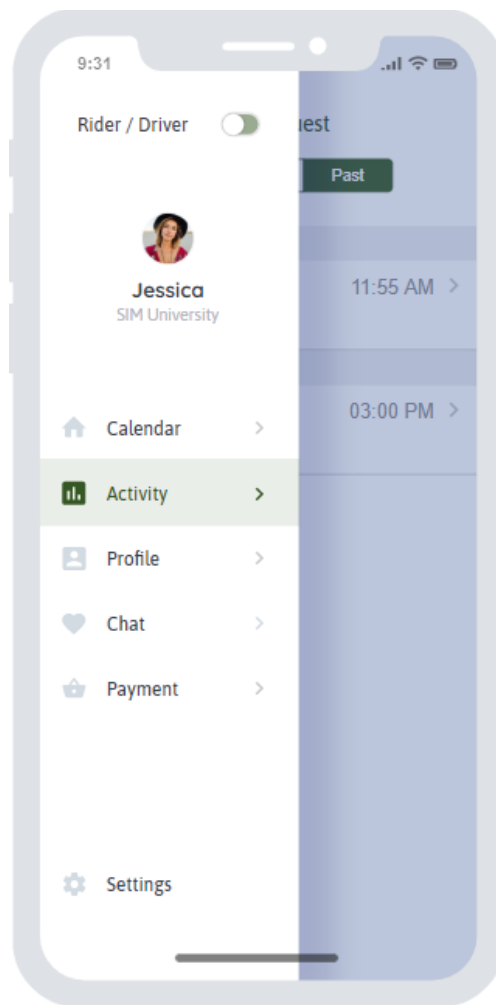 9:31
Rider / Driver
Past
Jessica
SIM University
11:55 AM
Calendar
03:00 PM
Activity
Profile
Chat
Payment
Settings